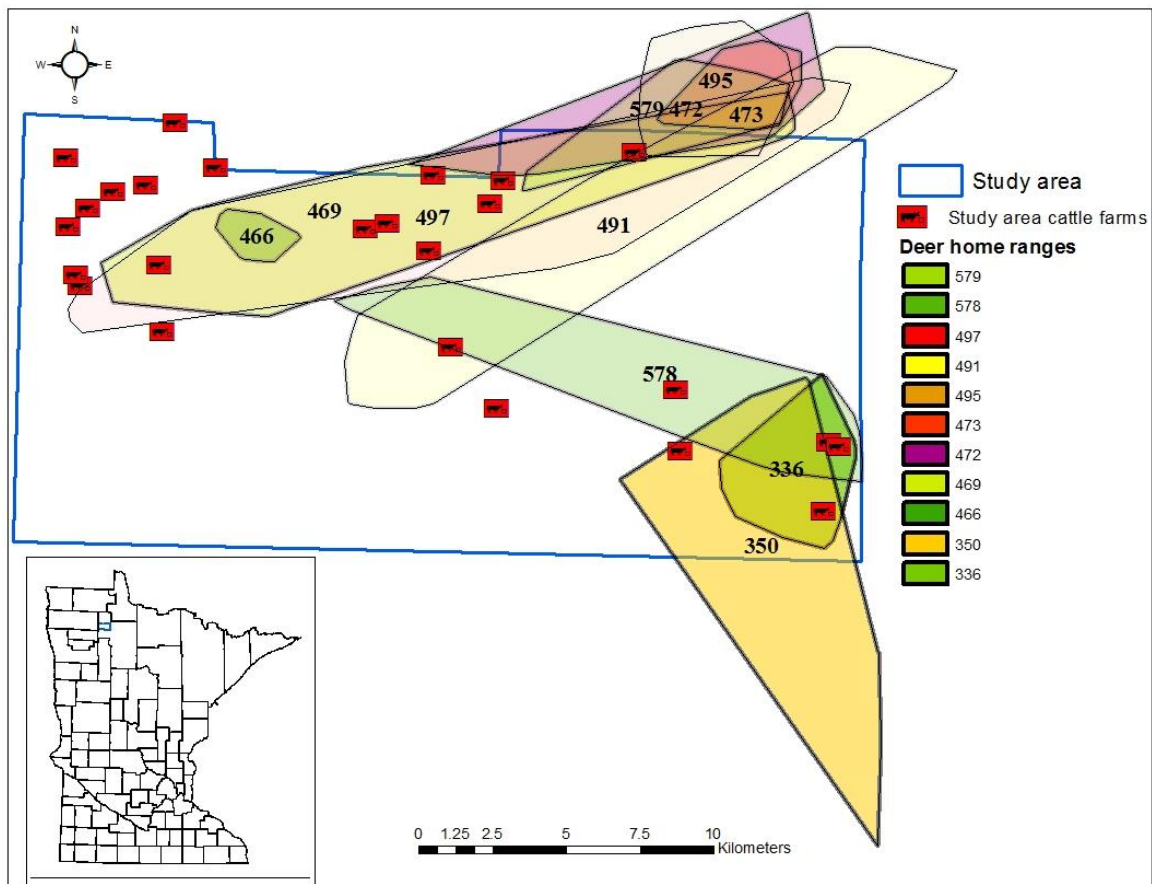 N
W E
S
495
579 472 473
469 497
491
466
578
336
350
Study area
Study area cattle farms
Deer home ranges
579
578
497
491
495
473
472
469
466
350
336
0 1.25 2.5 5 7.5 10
Kilometers